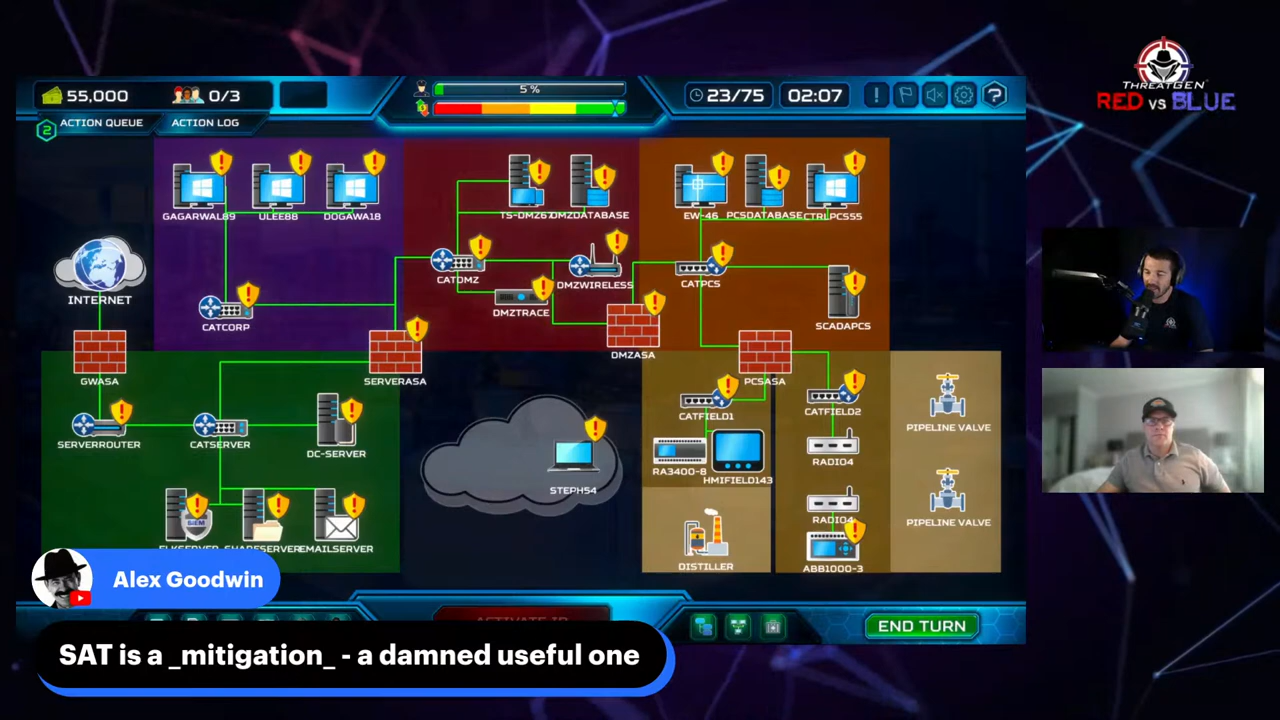 55,000
0/3
5 %
23/75
02:07
?
THREATGEN
RED vs BLUE
2
ACTION QUEUE
ACTION LOG
GAGARWAL89
ULEE88
DOGAWA18
DMZDATABASE
EW-46
PCSDATABASE
CTRLPCS55
INTERNET
CATCORP
CATDMZ
DMZWIRELESS
DMZTRACE
CATPCS
SCADAPCS
GWASA
SERVERASA
DMZASA
PCSASA
SERVERROUTER
CATSERVER
DC-SERVER
STEPH54
CATFIELD1
CATFIELD2
PIPELINE VALVE
RA3400-8
HMIFIELD143
RADIO4
PIPELINE VALVE
RADIO4
SIEM
EMAILSERVER
DISTILLER
ABB1000-3
END TURN
Alex Goodwin
SAT is a _mitigation_ - a damned useful one